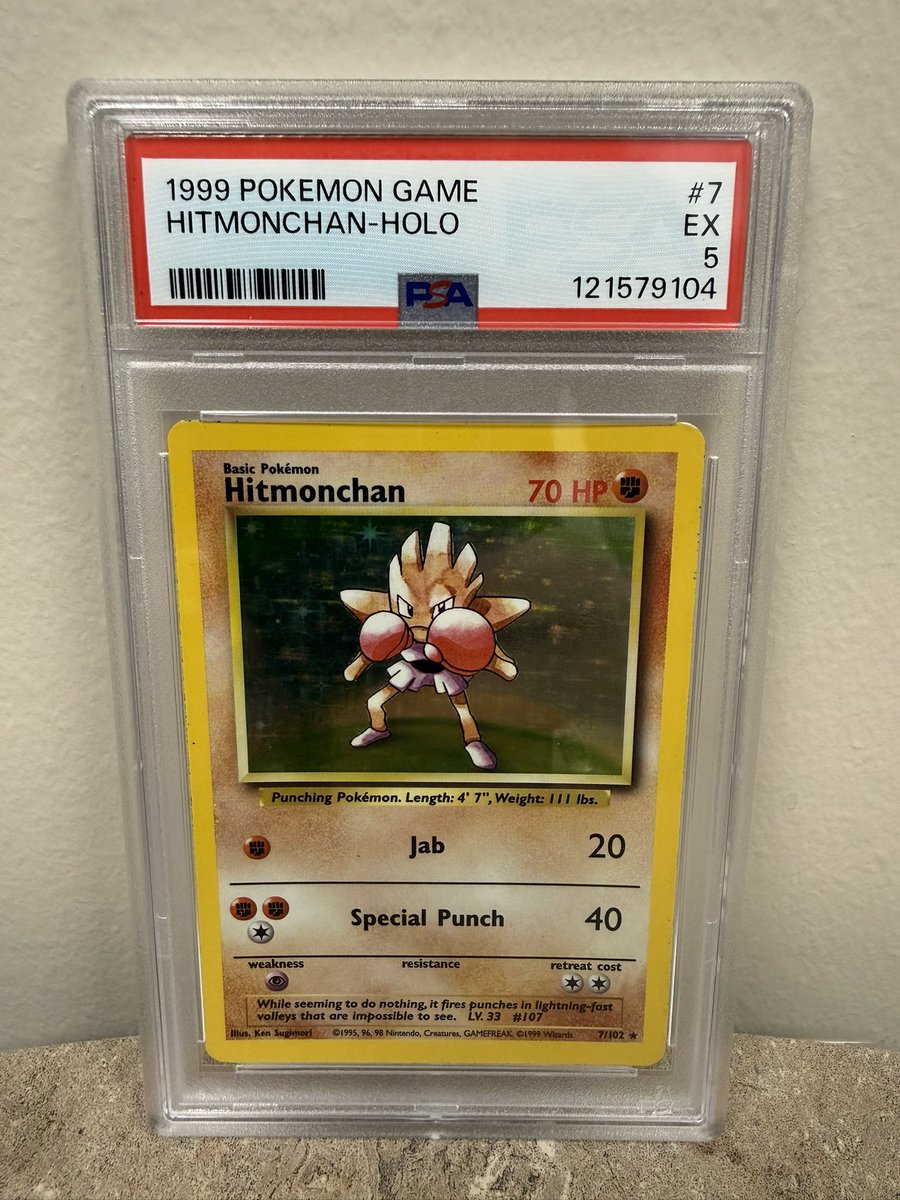 1999 POKEMON GAME #7
HITMONCHAN-HOLO EX
5
PSA 121579104
Basic Pokémon
Hitmonchan 70 HP
Punching Pokémon. Length: 4' 7", Weight: 111 lbs.
Jab 20
Special Punch 40
weakness resistance retreat cost
While seeming to do nothing, it fires punches in lightning-fast
volleys that are impossible to see. LV. 33 #107
Illus. Ken Sugimori ©1995, 96, 98 Nintendo, Creatures, GAMEFREAK. ©1999 Wizards. 7/102 ★